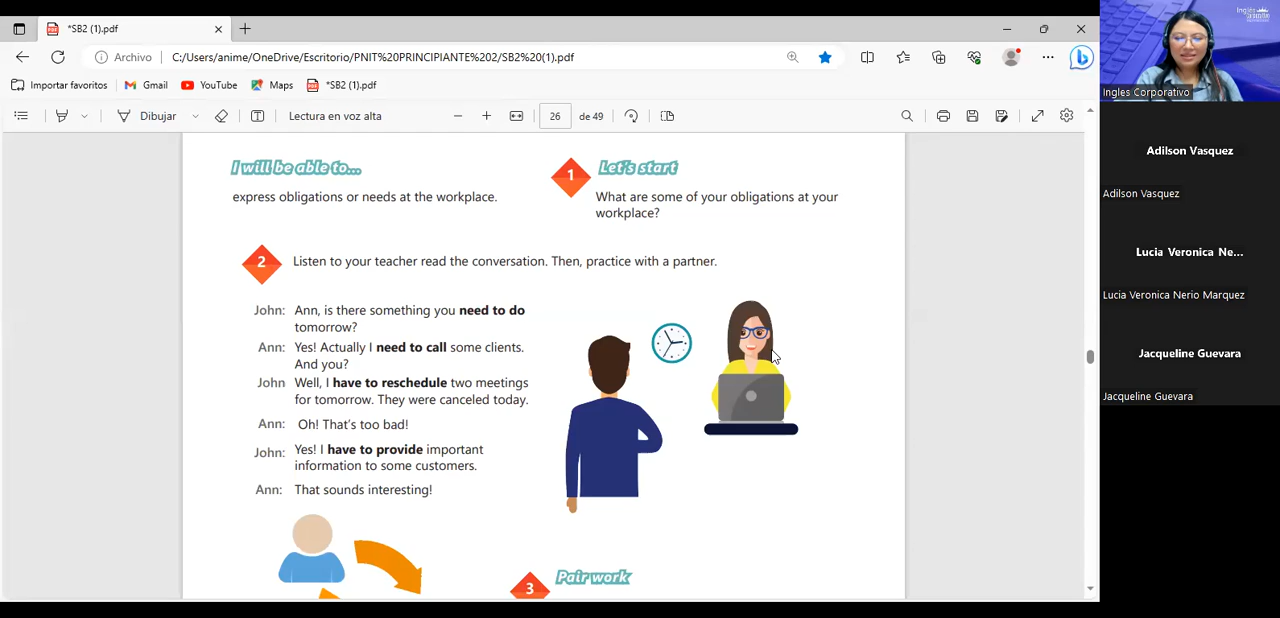 *SB2 (1).pdf
Archivo
C:/Users/anime/OneDrive/Escritorio/PNIT%20PRINCIPIANTE%202/SB2%20(1).pdf
Importar favoritos
Gmail
YouTube
Maps
*SB2 (1).pdf
Dibujar
Lectura en voz alta
26
de 49
I will be able to...
express obligations or needs at the workplace.
1
Let's start
What are some of your obligations at your
workplace?
2
Listen to your teacher read the conversation. Then, practice with a partner.
John: Ann, is there something you need to do
tomorrow?
Ann: Yes! Actually I need to call some clients.
And you?
John Well, I have to reschedule two meetings
for tomorrow. They were canceled today.
Ann: Oh! That's too bad!
John: Yes! I have to provide important
information to some customers.
Ann: That sounds interesting!
3
Pair work
Ingles Corporativo
Adilson Vasquez
Adilson Vasquez
Lucia Veronica Ne...
Lucia Veronica Nerio Marquez
Jacqueline Guevara
Jacqueline Guevara